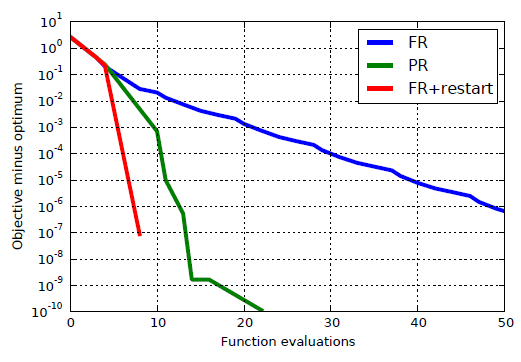 10^1
10^0
10^-1
10^-2
10^-3
10^-4
10^-5
10^-6
10^-7
10^-8
10^-9
10^-10
Objective minus optimum
FR
PR
FR+restart
0 10 20 30 40 50
Function evaluations